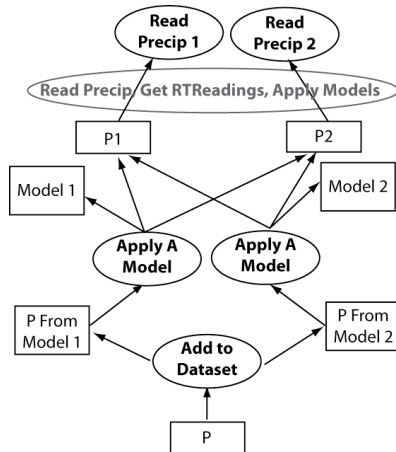 Read
Precip 1
Read
Precip 2
Read Precip, Get RTReadings, Apply Models
P1
P2
Model 1
Model 2
Apply A
Model
Apply A
Model
P From
Model 1
P From
Model 2
Add to
Dataset
P